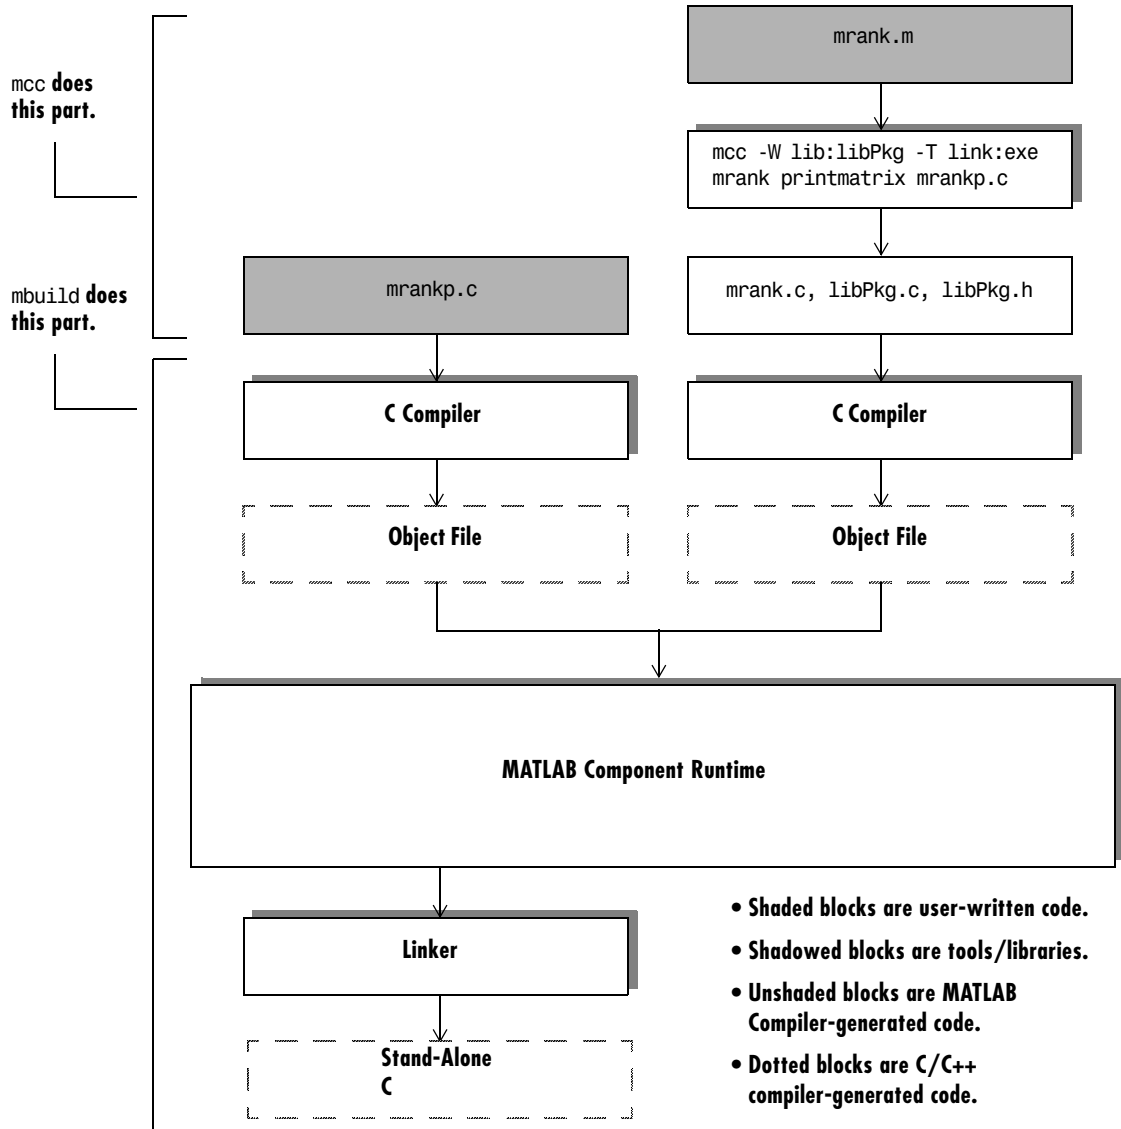 mrank.m
mcc does
this part.
mcc -W lib:libPkg -T link:exe
mrank printmatrix mrankp.c
mbuild does
this part.
mrankp.c
mrank.c, libPkg.c, libPkg.h
C Compiler
C Compiler
Object File
Object File
MATLAB Component Runtime
Linker
Stand-Alone
C
• Shaded blocks are user-written code.
• Shadowed blocks are tools/libraries.
• Unshaded blocks are MATLAB
Compiler-generated code.
• Dotted blocks are C/C++
compiler-generated code.